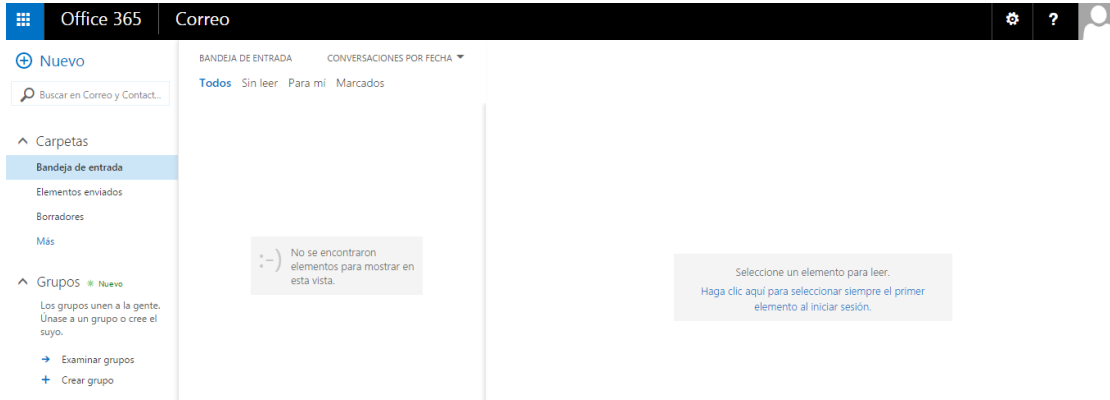 Office 365 Correo
?
Nuevo
Buscar en Correo y Contact...
Carpetas
Bandeja de entrada
Elementos enviados
Borradores
Más
Grupos Nuevo
Los grupos unen a la gente.
Únase a un grupo o cree el
suyo.
Examinar grupos
Crear grupo
BANDEJA DE ENTRADA CONVERSACIONES POR FECHA
Todos Sin leer Para mí Marcados
:-)
No se encontraron
elementos para mostrar en
esta vista.
Seleccione un elemento para leer.
Haga clic aquí para seleccionar siempre el primer
elemento al iniciar sesión.